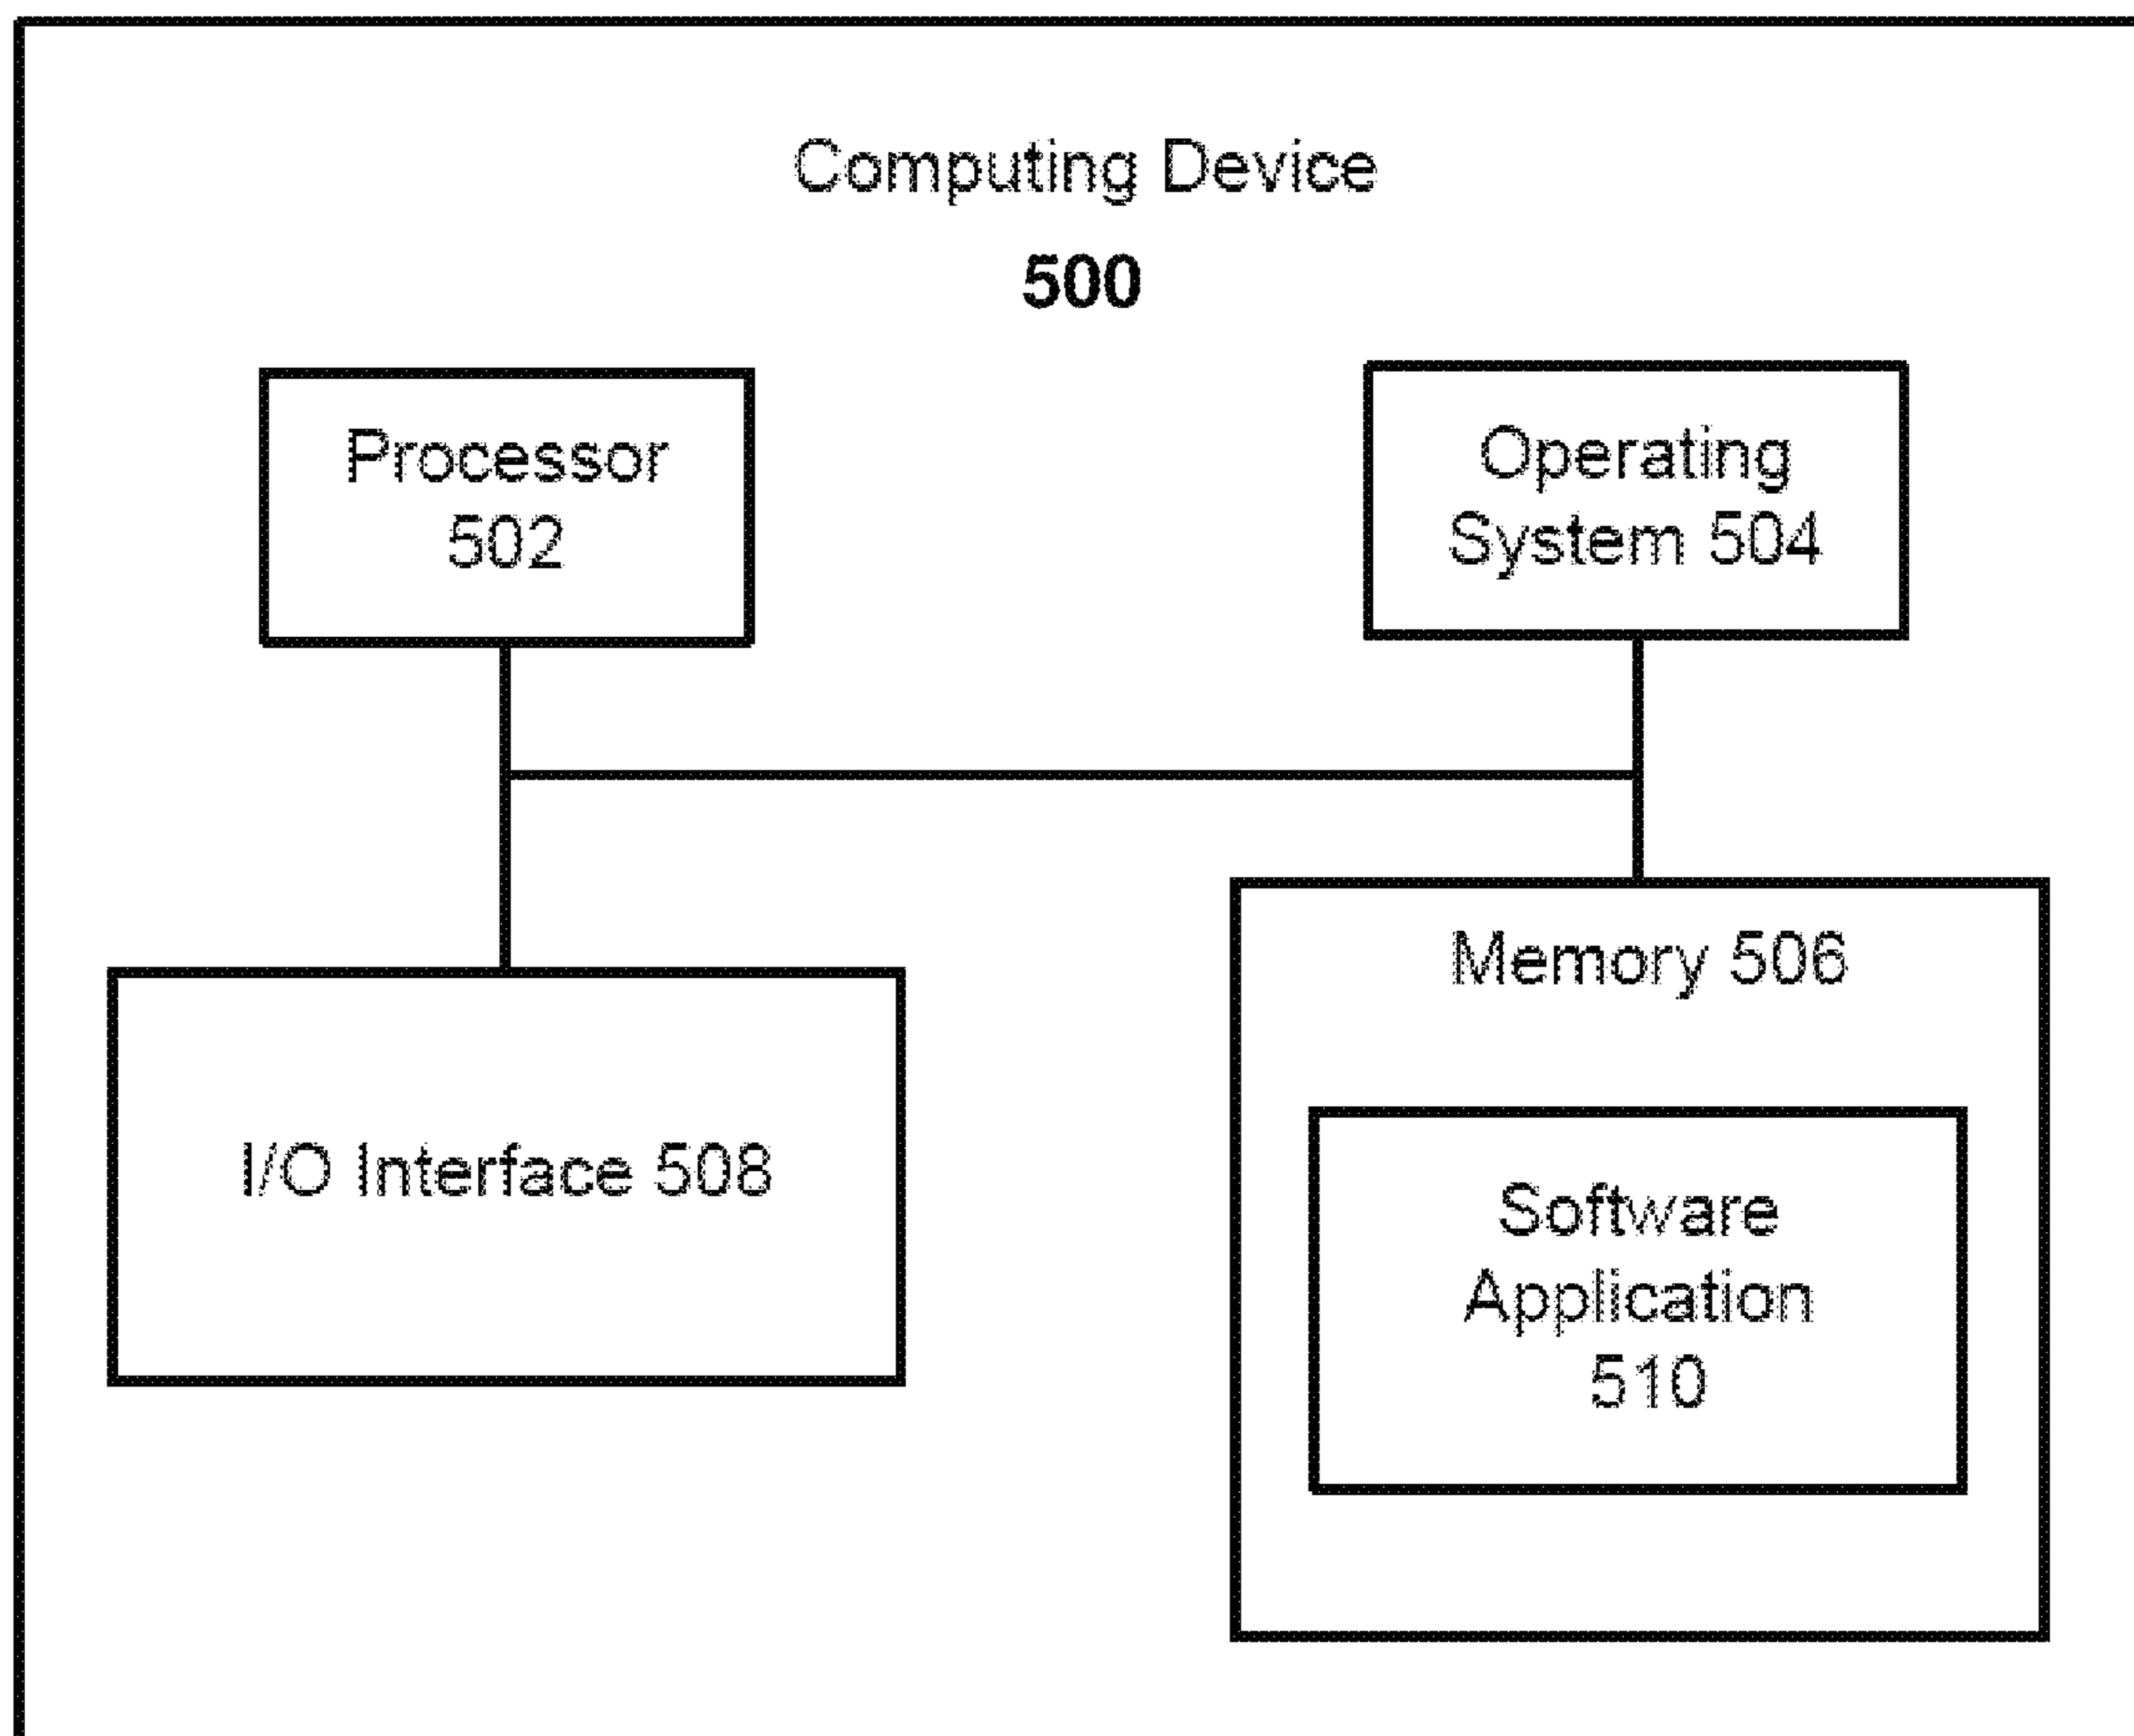 Computing Device
500
Processor
502
Operating
System 504
Memory 506
I/O Interface 508
Software
Application
510